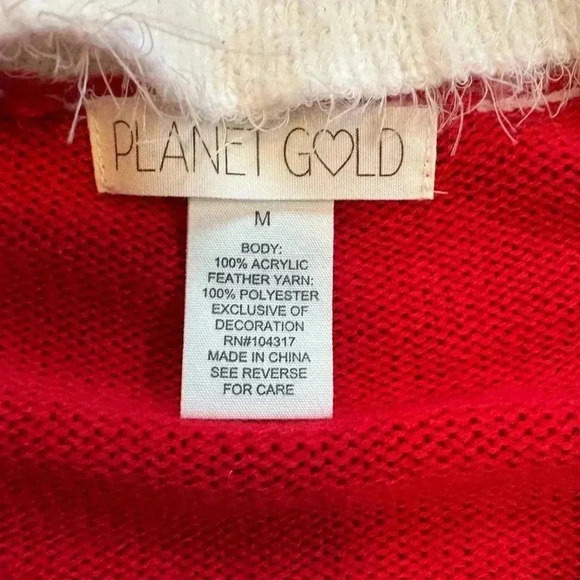 PLANET G♡LD
M
BODY:
100% ACRYLIC
FEATHER YARN:
100% POLYESTER
EXCLUSIVE OF
DECORATION
RN#104317
MADE IN CHINA
SEE REVERSE
FOR CARE